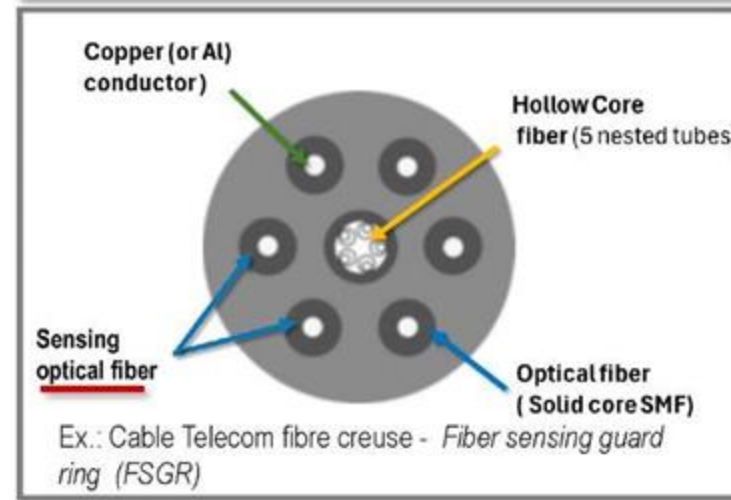 Copper (or Al)
conductor)
Hollow Core
fiber (5 nested tubes
Sensing
optical fiber
Optical fiber
( Solid core SMF)
Ex.: Cable Telecom fibre creuse - Fiber sensing guard
ring (FSGR)